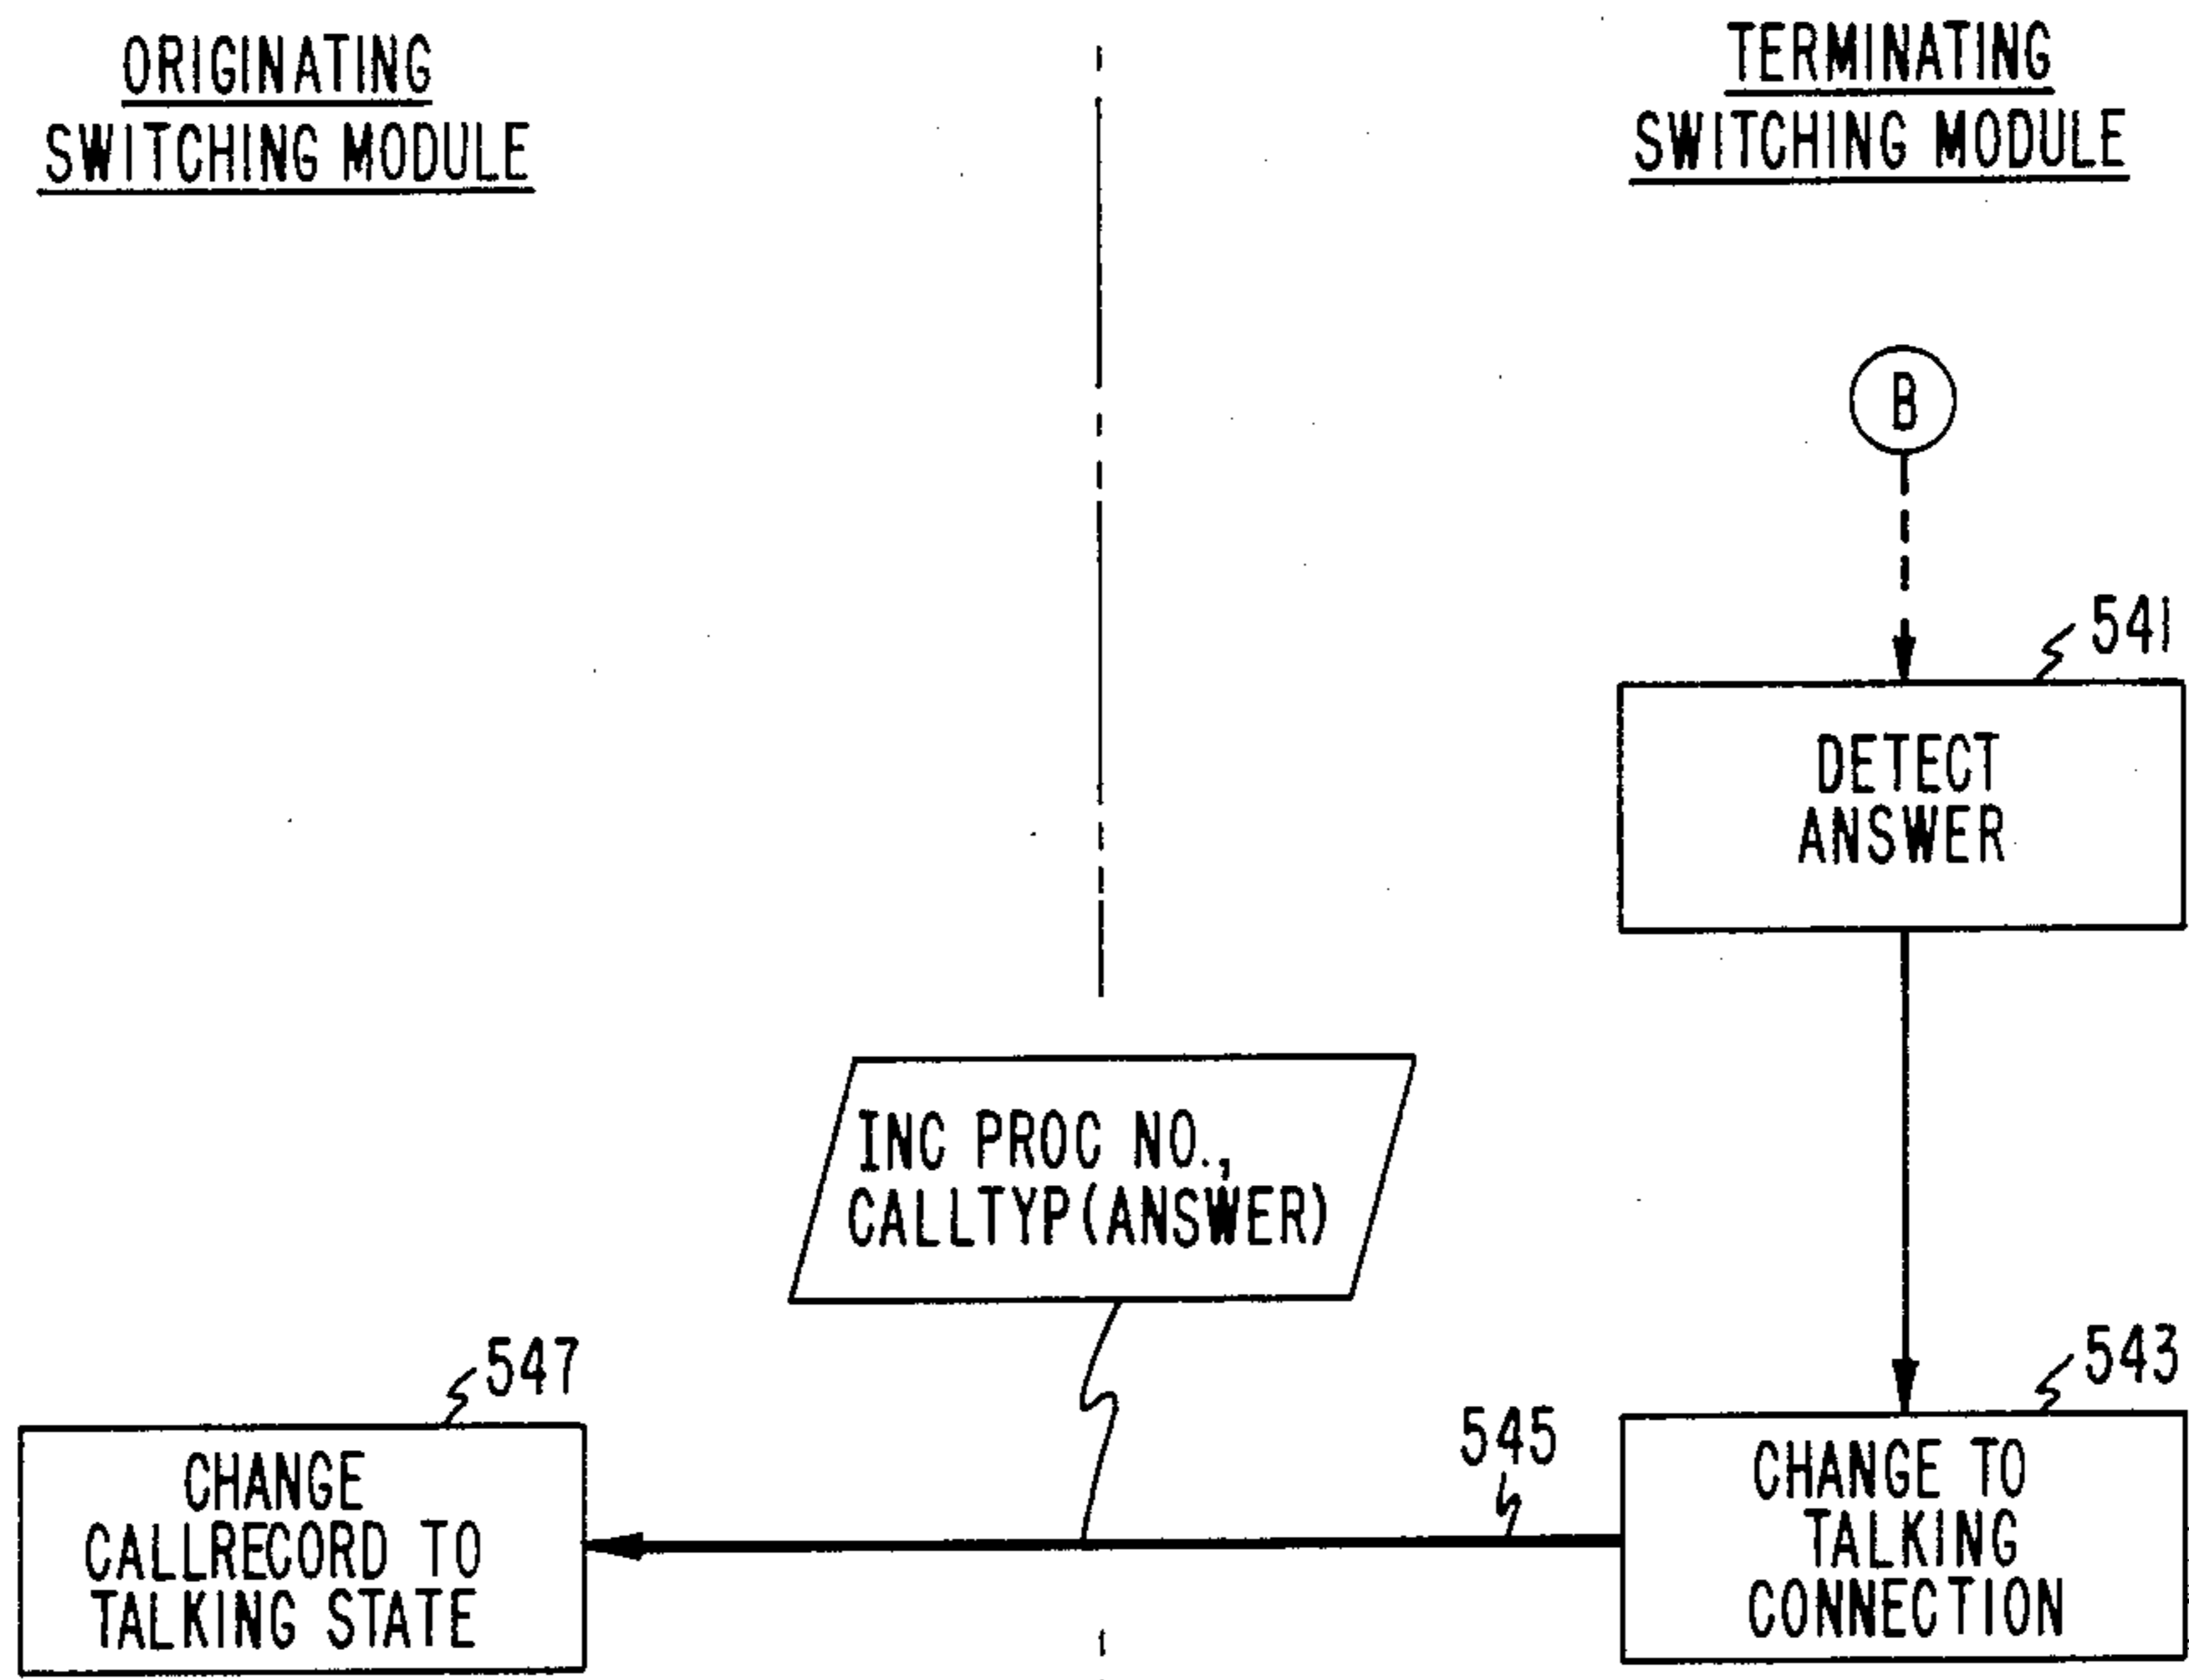 ORIGINATING
SWITCHING MODULE
TERMINATING
SWITCHING MODULE
B
541
DETECT
ANSWER
INC PROC NO.,
CALLTYP(ANSWER)
547
CHANGE
CALLRECORD TO
TALKING STATE
545
543
CHANGE TO
TALKING
CONNECTION